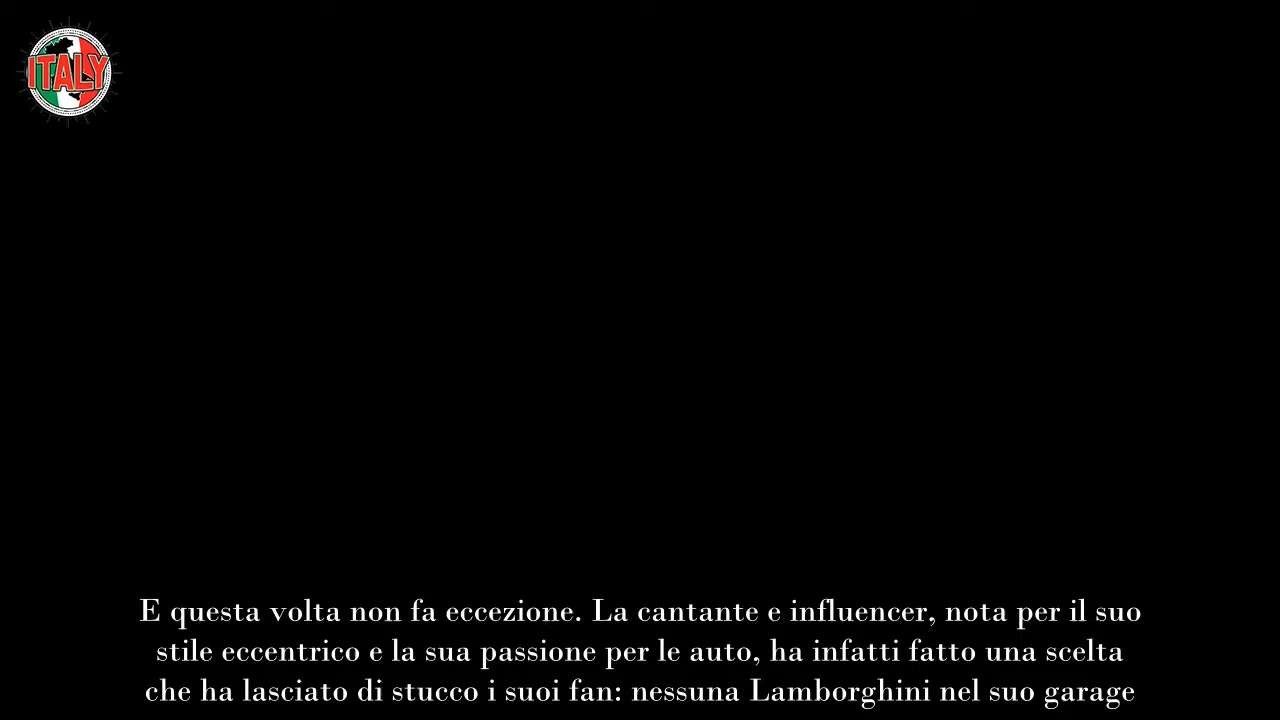 ITALY
E questa volta non fa eccezione. La cantante e influencer, nota per il suo
stile eccentrico e la sua passione per le auto, ha infatti fatto una scelta
che ha lasciato di stucco i suoi fan: nessuna Lamborghini nel suo garage